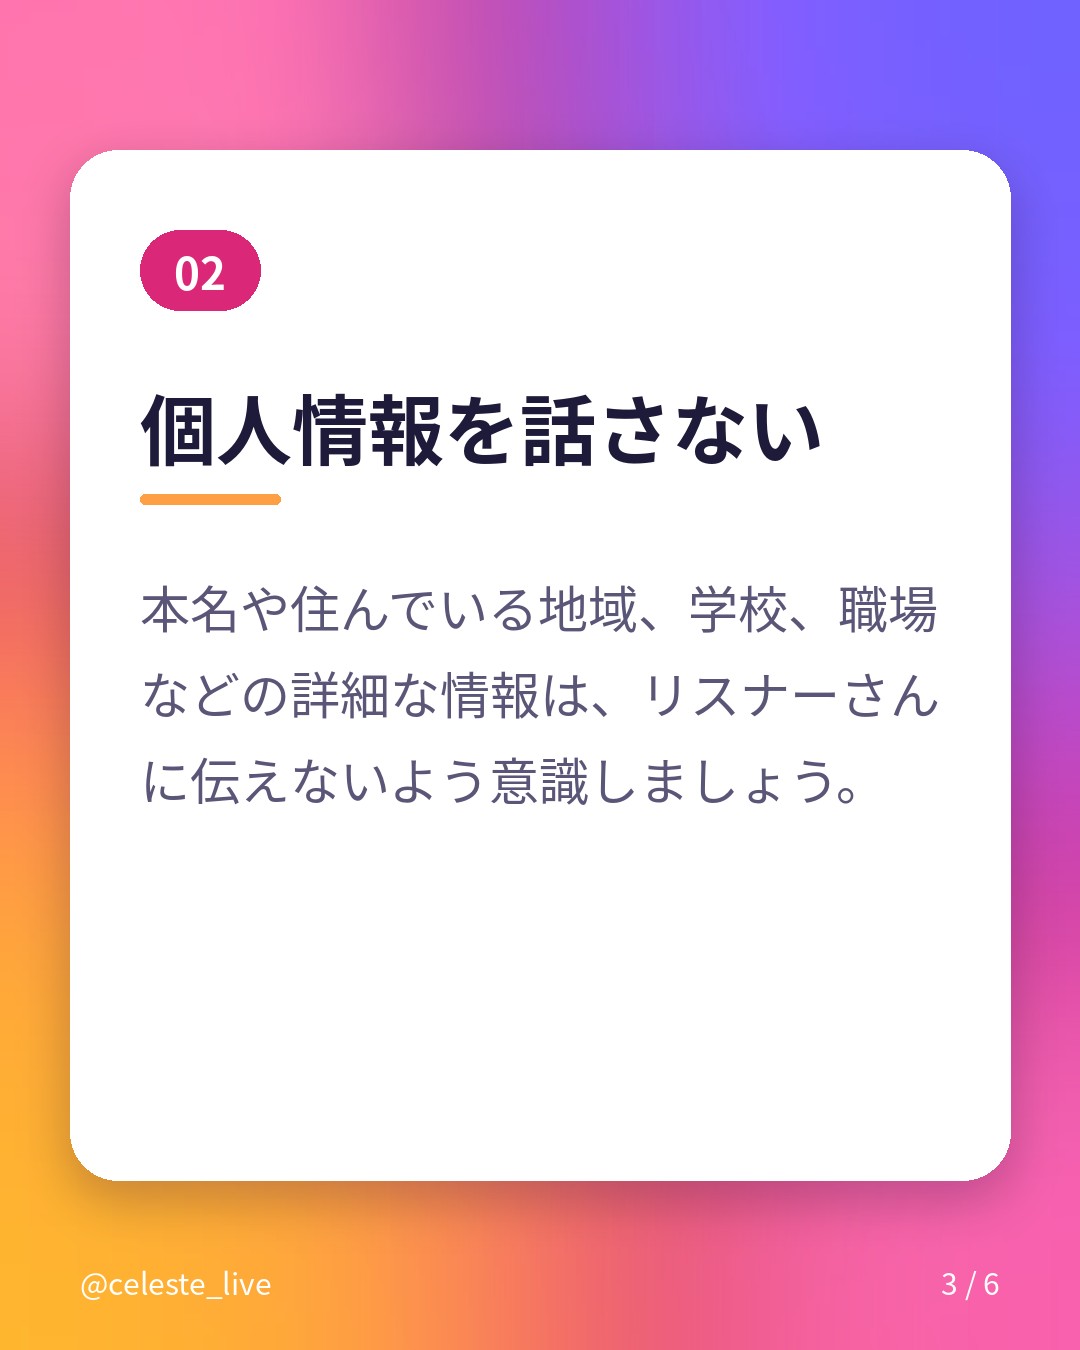 02
個人情報を話さない
本名や住んでいる地域、学校、職場
などの詳細な情報は、リスナーさん
に伝えないよう意識しましょう。
@celeste_live
3 / 6